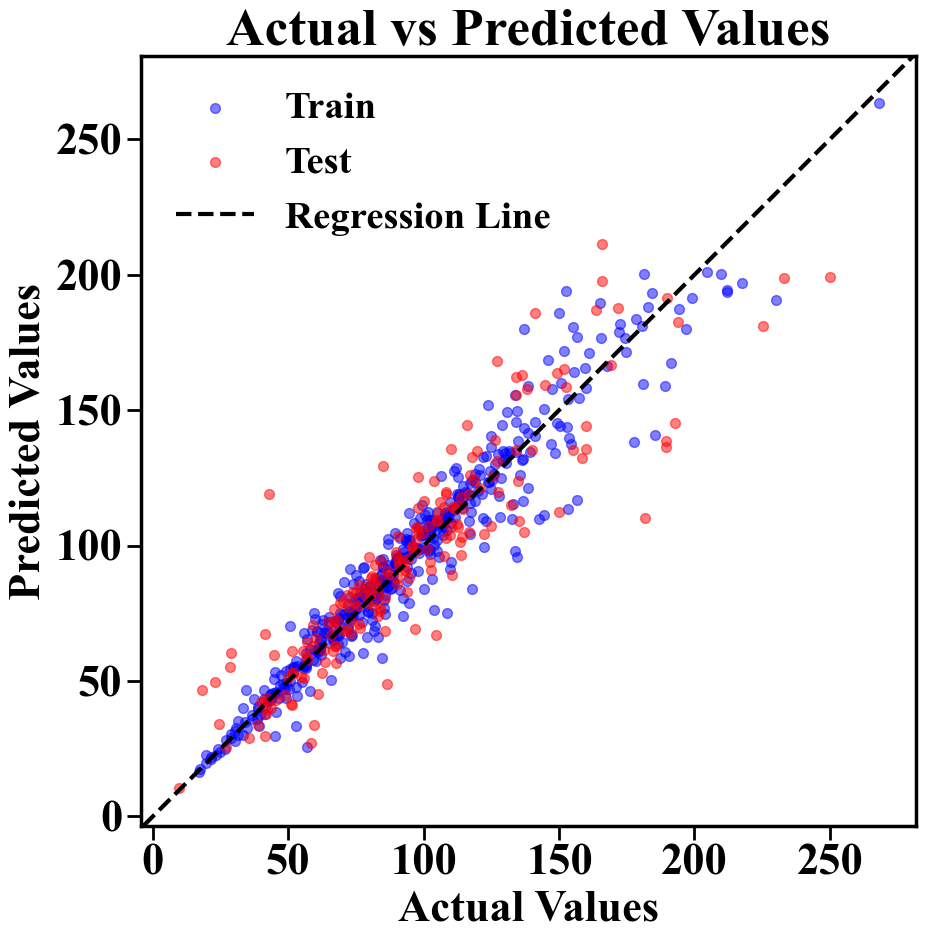 Actual vs Predicted Values
Train
Test
Regression Line
250
200
150
100
50
0
Predicted Values
0 50 100 150 200 250
Actual Values